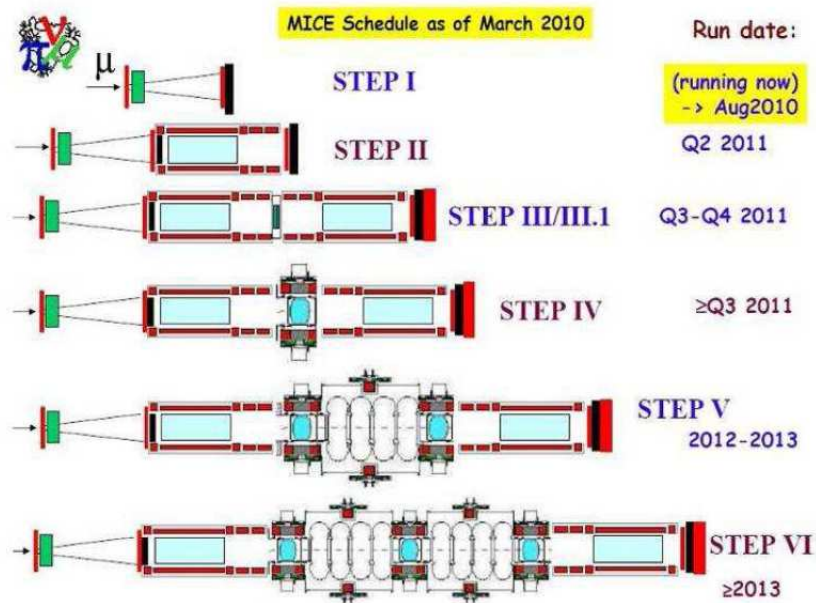 MICE Schedule as of March 2010
Run date:
μ
STEP I
(running now)
-> Aug2010
STEP II
Q2 2011
STEP III/III.1
Q3-Q4 2011
STEP IV
≥Q3 2011
STEP V
2012-2013
STEP VI
≥2013